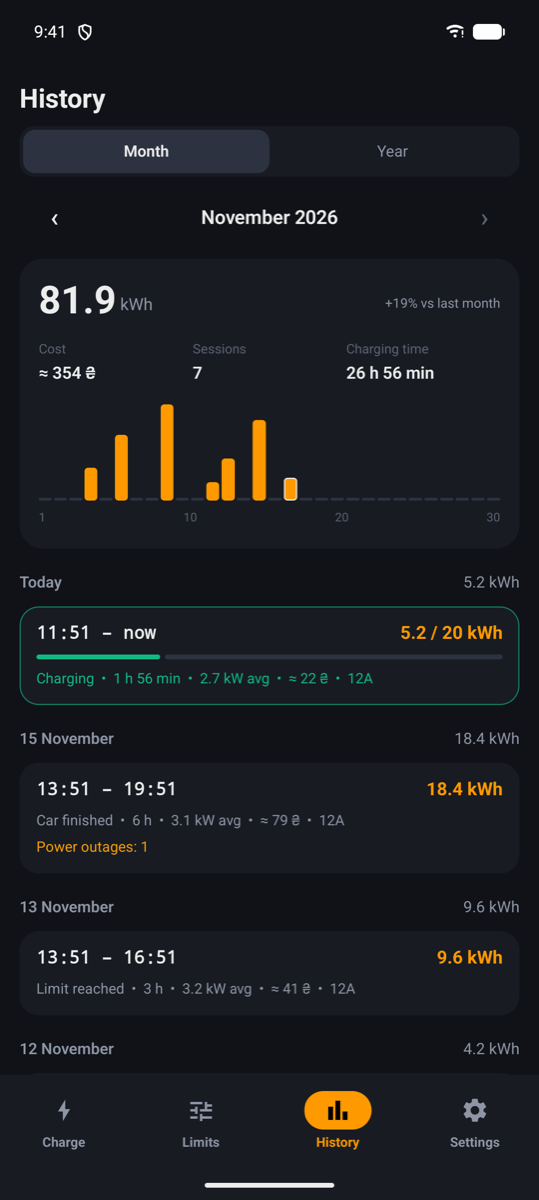 9:41
History
Month Year
‹ November 2026 ›
81.9 kWh +19% vs last month
Cost Sessions Charging time
≈ 354 ₴ 7 26 h 56 min
1 10 20 30
Today 5.2 kWh
11:51 – now 5.2 / 20 kWh
Charging • 1 h 56 min • 2.7 kW avg • ≈ 22 ₴ • 12A
15 November 18.4 kWh
13:51 – 19:51 18.4 kWh
Car finished • 6 h • 3.1 kW avg • ≈ 79 ₴ • 12A
Power outages: 1
13 November 9.6 kWh
13:51 – 16:51 9.6 kWh
Limit reached • 3 h • 3.2 kW avg • ≈ 41 ₴ • 12A
12 November 4.2 kWh
Charge Limits History Settings